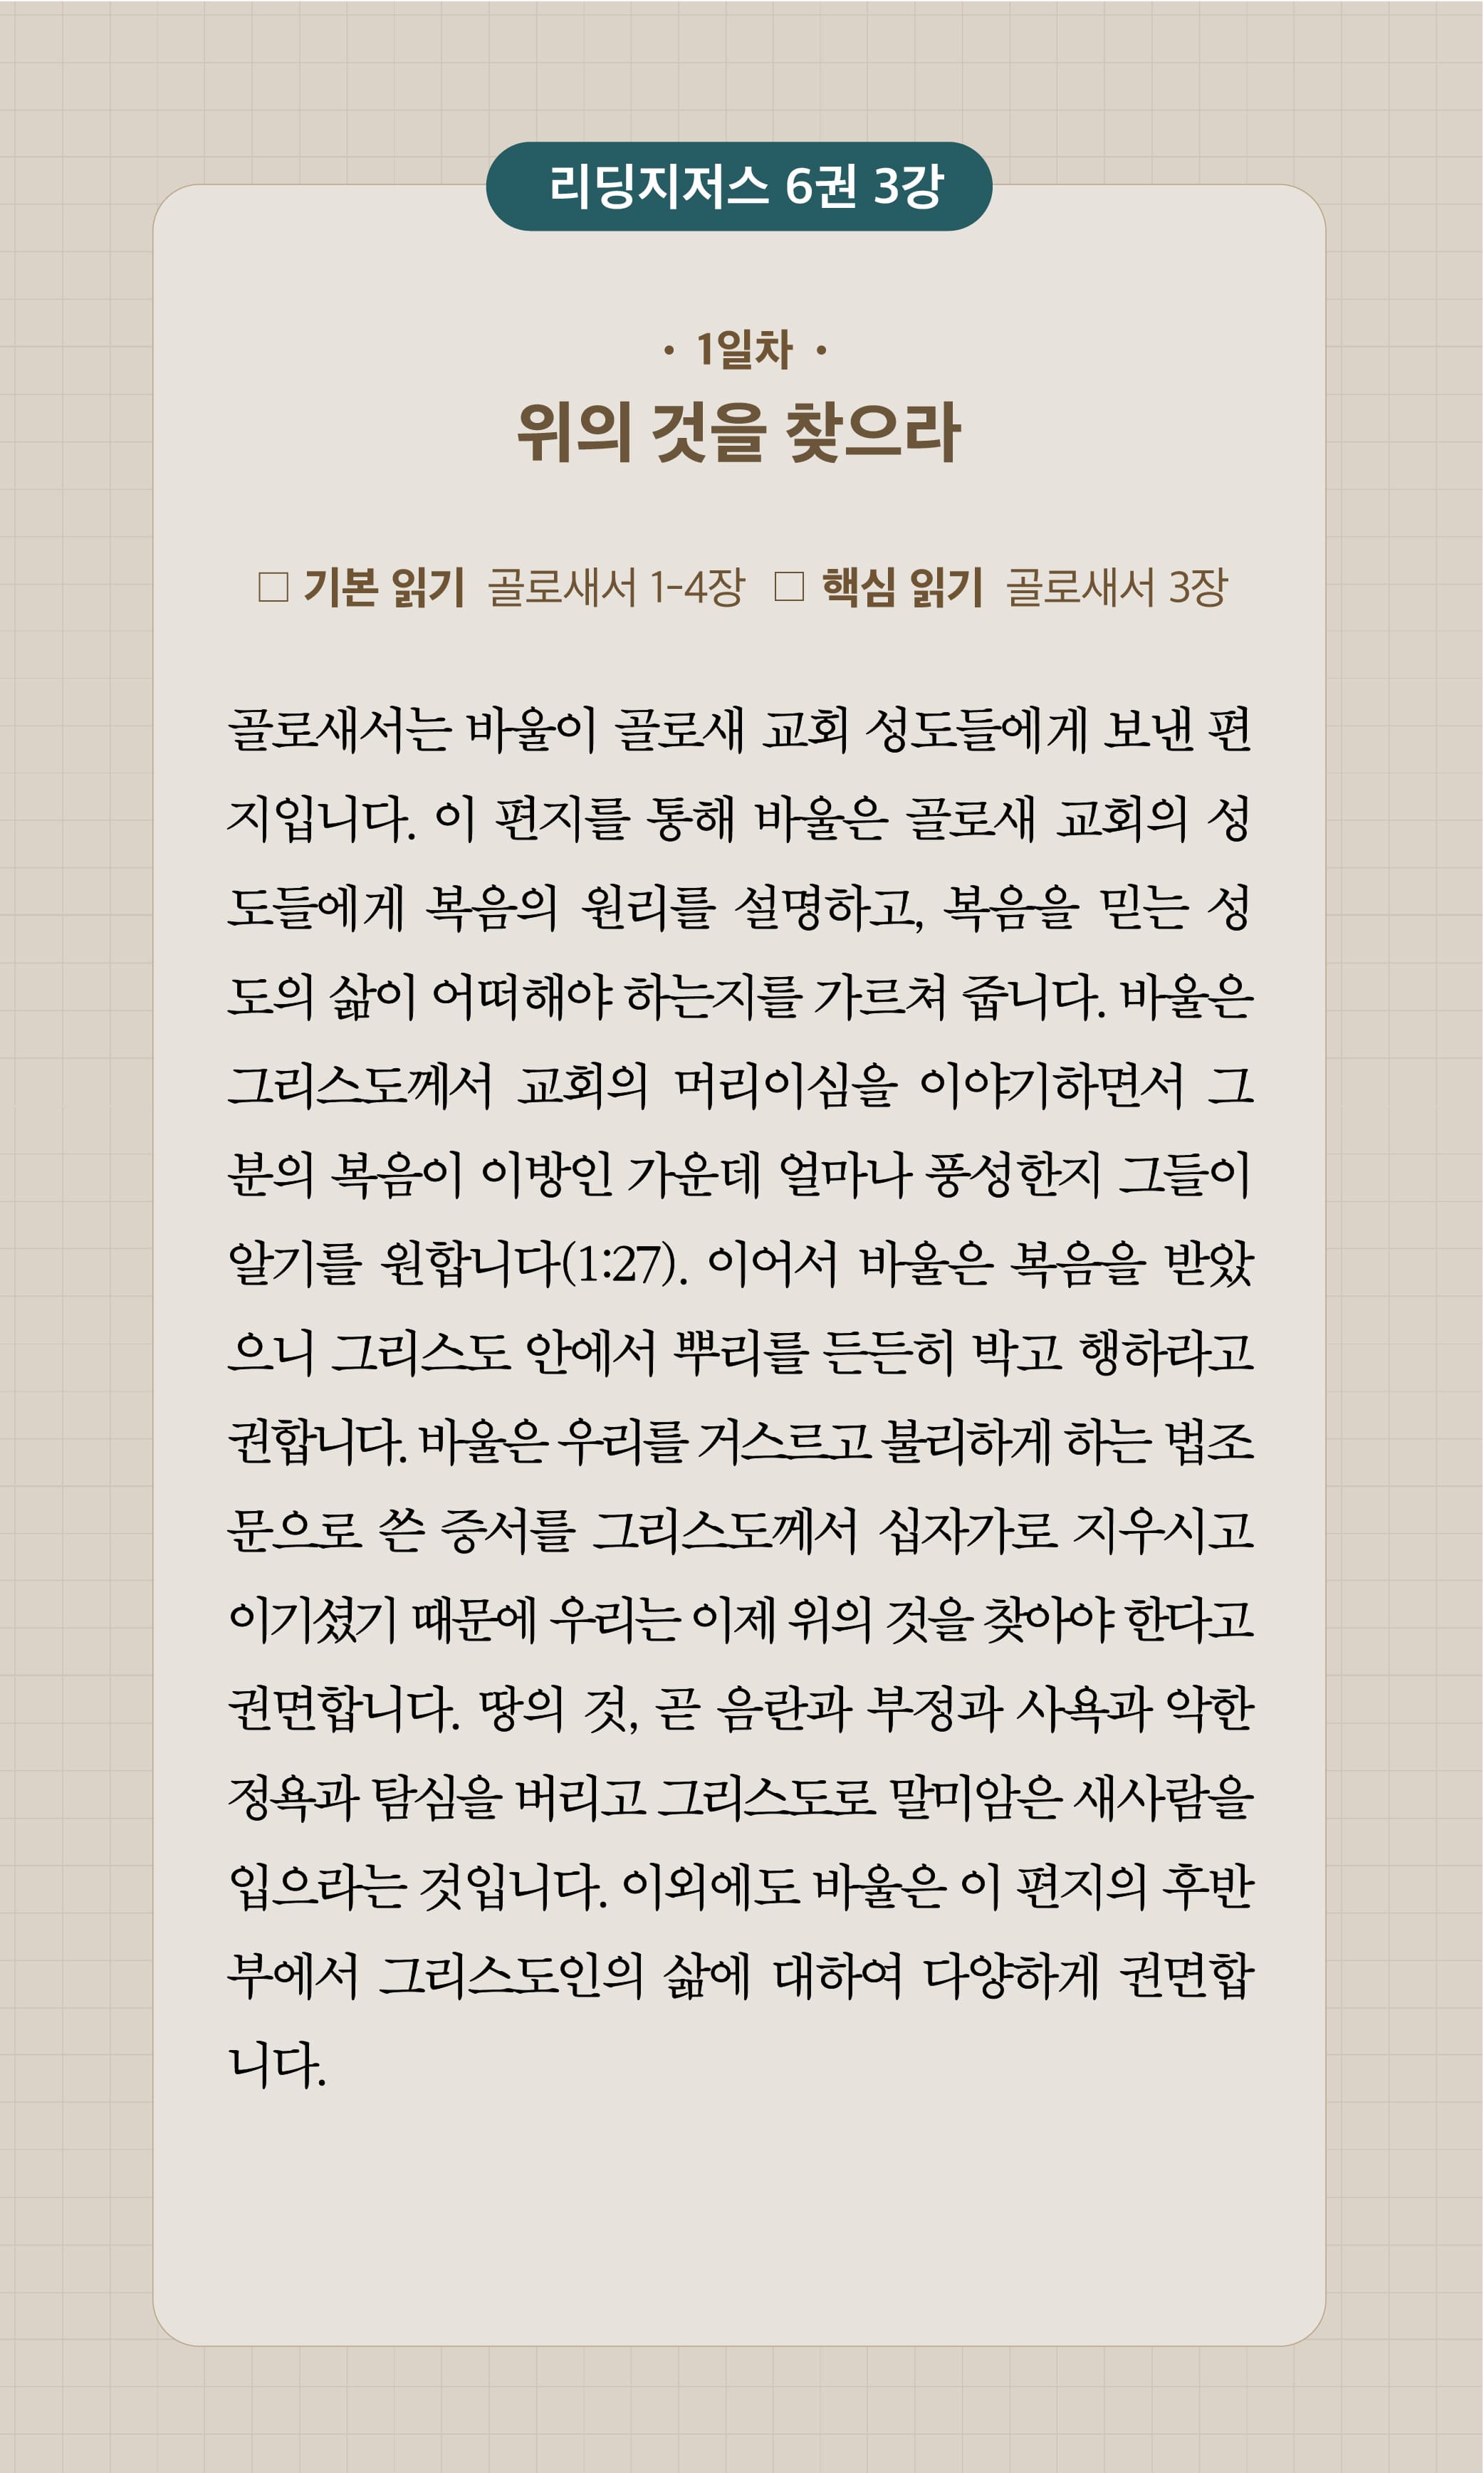 리딩지저스 6권 3강
· 1일차 ·
위의 것을 찾으라
□ 기본 읽기 골로새서 1-4장 □ 핵심 읽기 골로새서 3장
골로새서는 바울이 골로새 교회 성도들에게 보낸 편
지입니다. 이 편지를 통해 바울은 골로새 교회의 성
도들에게 복음의 원리를 설명하고, 복음을 믿는 성
도의 삶이 어떠해야 하는지를 가르쳐 줍니다. 바울은
그리스도께서 교회의 머리이심을 이야기하면서 그
분의 복음이 이방인 가운데 얼마나 풍성한지 그들이
알기를 원합니다(1:27). 이어서 바울은 복음을 받았
으니 그리스도 안에서 뿌리를 든든히 박고 행하라고
권합니다. 바울은 우리를 거스르고 불리하게 하는 법조
문으로 쓴 증서를 그리스도께서 십자가로 지우시고
이기셨기 때문에 우리는 이제 위의 것을 찾아야 한다고
권면합니다. 땅의 것, 곧 음란과 부정과 사욕과 악한
정욕과 탐심을 버리고 그리스도로 말미암은 새사람을
입으라는 것입니다. 이외에도 바울은 이 편지의 후반
부에서 그리스도인의 삶에 대하여 다양하게 권면합
니다.